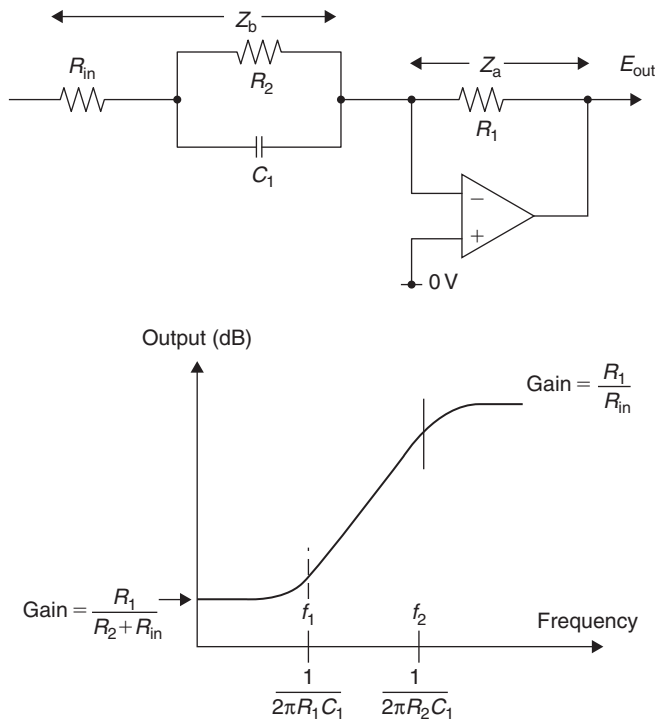 Z_b
R_in
R_2
C_1
Z_a
E_out
R_1
−
+
0 V
Output (dB)
Gain = R_1/R_in
Gain = R_1/(R_2+R_in)
f_1
f_2
Frequency
1/(2πR_1C_1)
1/(2πR_2C_1)